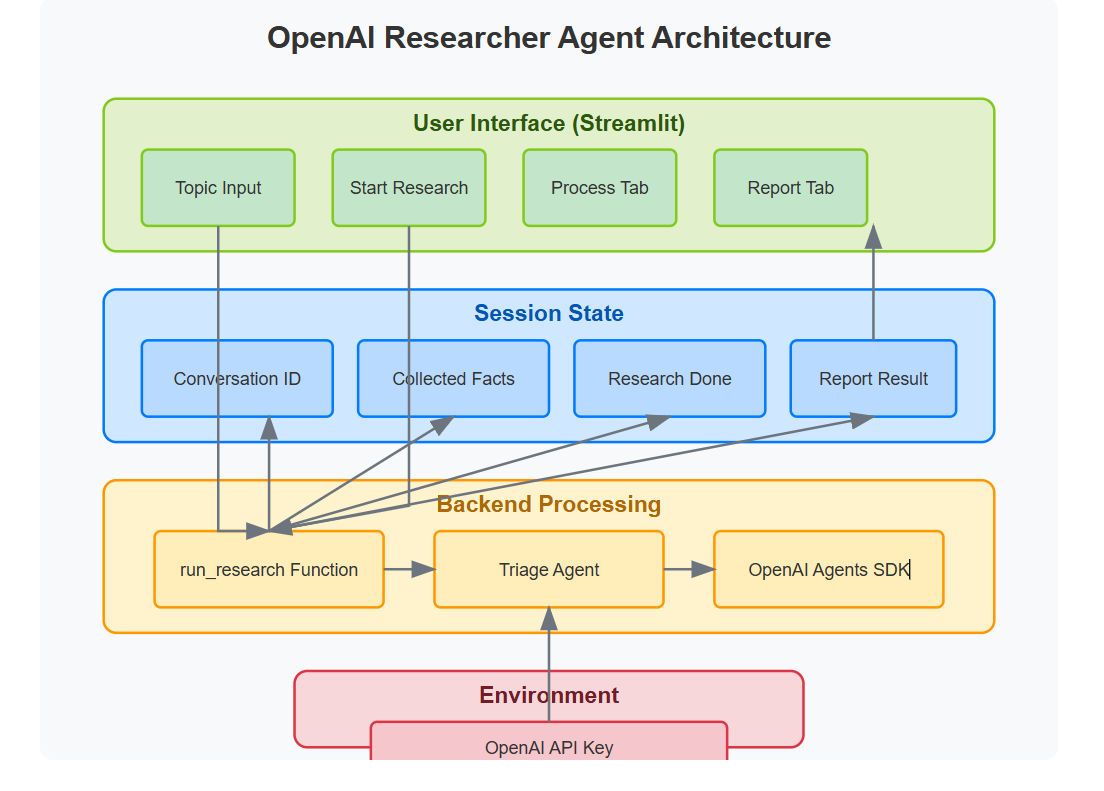 OpenAI Researcher Agent Architecture
User Interface (Streamlit)
Topic Input
Start Research
Process Tab
Report Tab
Session State
Conversation ID
Collected Facts
Research Done
Report Result
Backend Processing
run_research Function
Triage Agent
OpenAI Agents SDK
Environment
OpenAI API Key